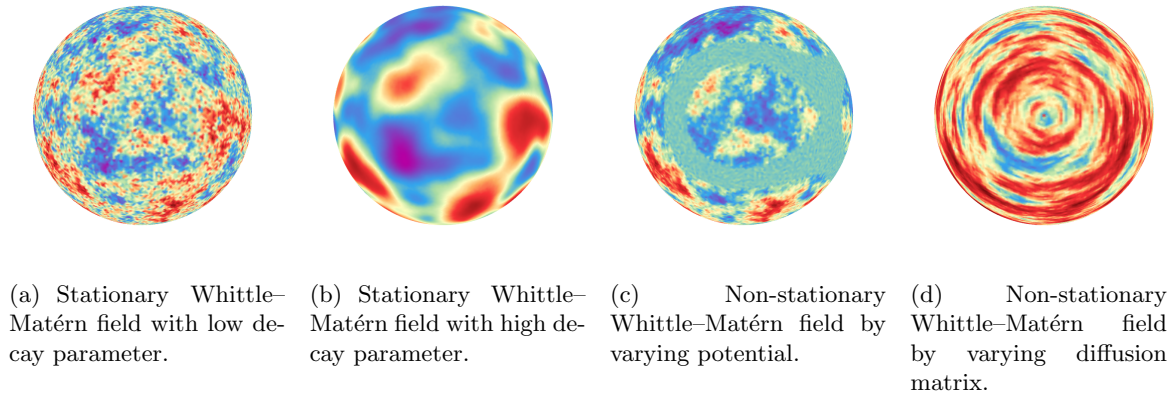 (a) Stationary Whittle–
Matérn field with low de-
cay parameter.
(b) Stationary Whittle–
Matérn field with high de-
cay parameter.
(c) Non-stationary
Whittle–Matérn field by
varying potential.
(d) Non-stationary
Whittle–Matérn field
by varying diffusion
matrix.